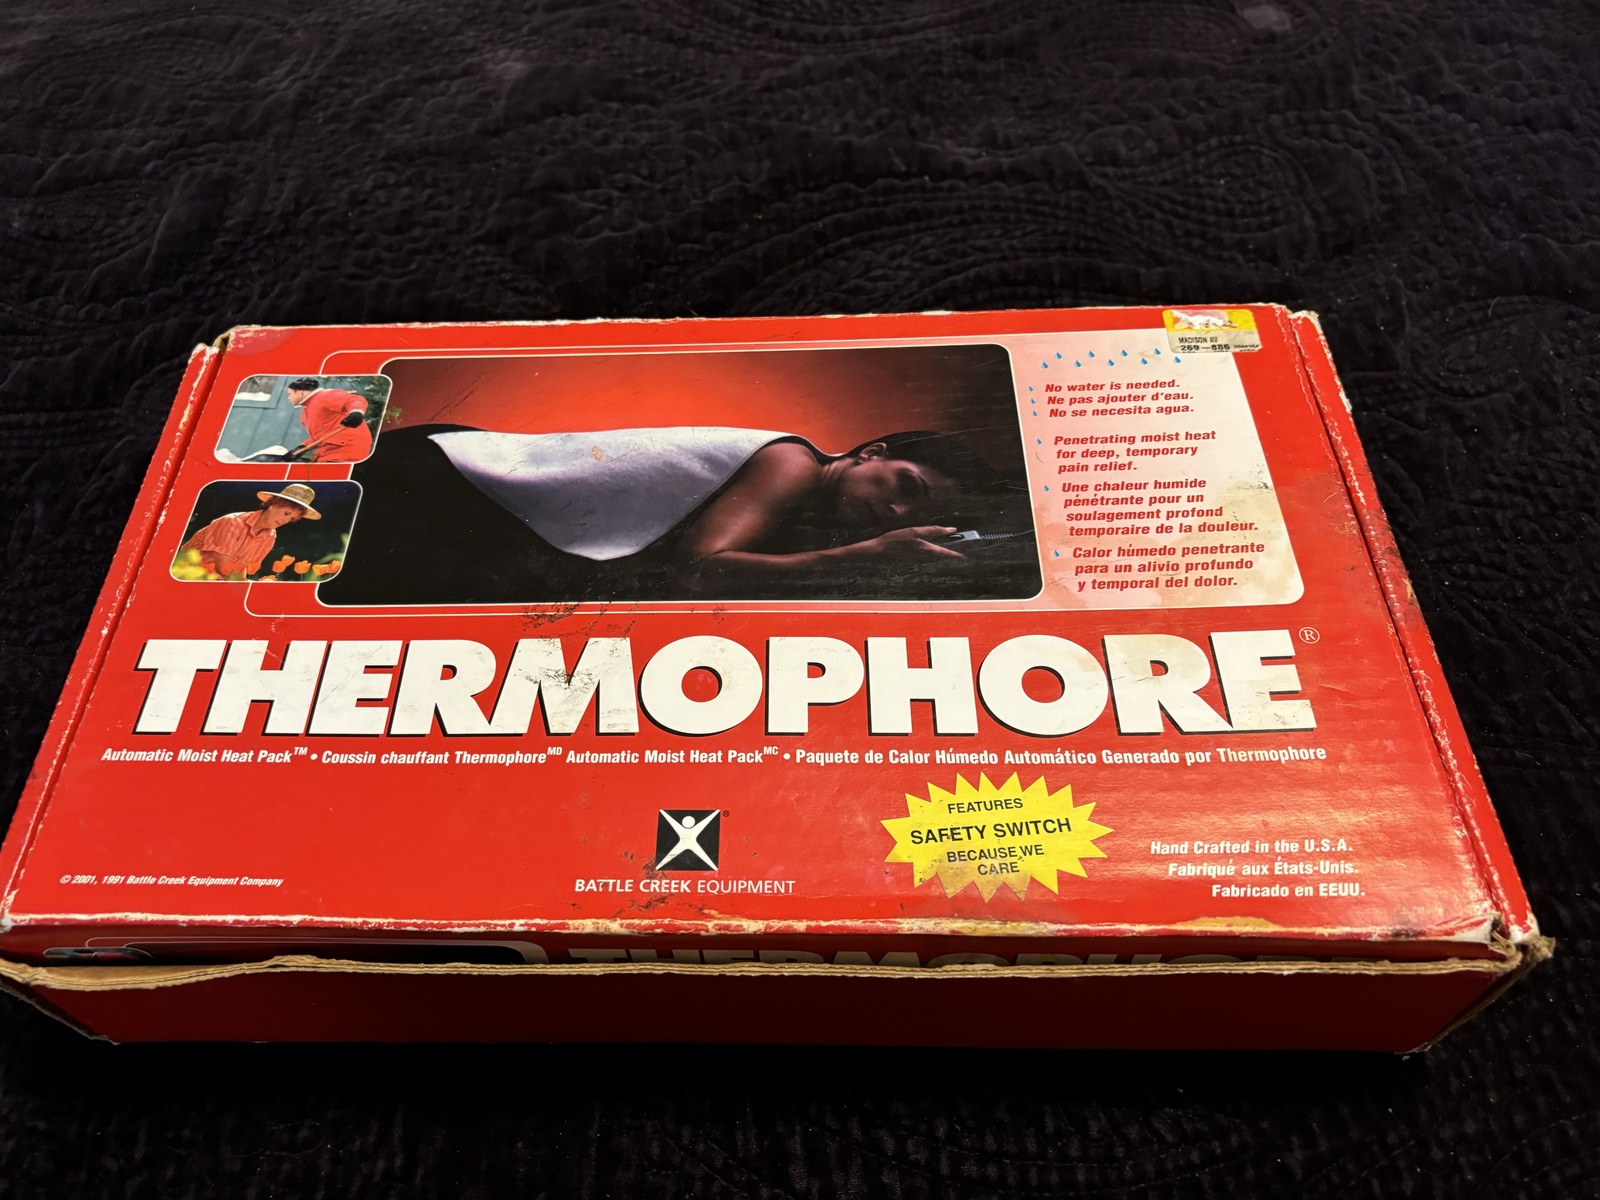 MADISON AV
269-886
No water is needed.
Ne pas ajouter d'eau.
No se necesita agua.
Penetrating moist heat
for deep, temporary
pain relief.
Une chaleur humide
pénétrante pour un
soulagement profond
temporaire de la douleur.
Calor húmedo penetrante
para un alivio profundo
y temporal del dolor.
THERMOPHORE®
Automatic Moist Heat Pack™ • Coussin chauffant Thermophoreᴹᴰ Automatic Moist Heat Packᴹᶜ • Paquete de Calor Húmedo Automático Generado por Thermophore
FEATURES
SAFETY SWITCH
BECAUSE WE
CARE
®
BATTLE CREEK EQUIPMENT
Hand Crafted in the U.S.A.
Fabriqué aux États-Unis.
Fabricado en EEUU.
© 2001, 1991 Battle Creek Equipment Company
THERMOPHORE